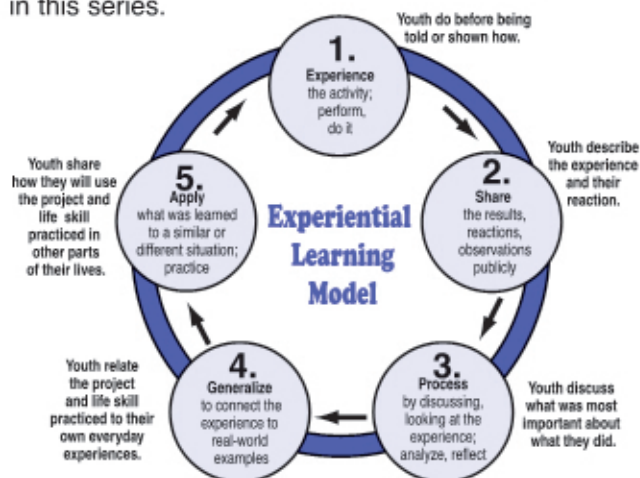 in this series.
1.
Experience
the activity;
perform,
do it
Youth do before being
told or shown how.
2.
Share
the results,
reactions,
observations
publicly
Youth describe
the experience
and their
reaction.
3.
Process
by discussing,
looking at the
experience;
analyze, reflect
Youth discuss
what was most
important about
what they did.
4.
Generalize
to connect the
experience to
real-world
examples
Youth relate
the project
and life skill
practiced to their
own everyday
experiences.
5.
Apply
what was learned
to a similar or
different situation;
practice
Youth share
how they will use
the project and
life skill
practiced in
other parts
of their lives.
Experiential
Learning
Model